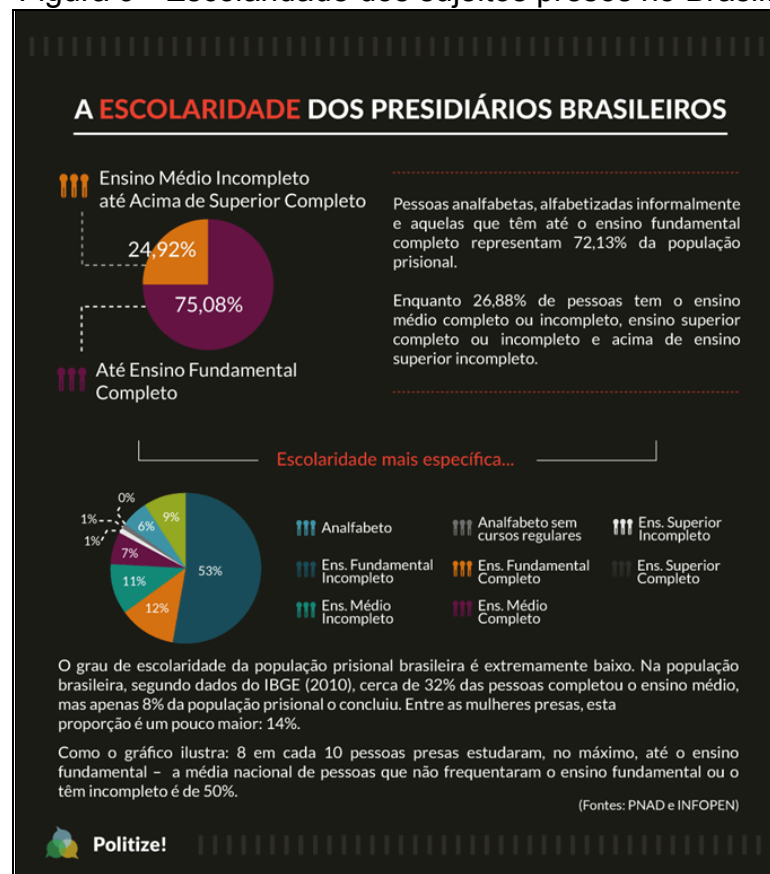 A ESCOLARIDADE DOS PRESIDIÁRIOS BRASILEIROS
Ensino Médio Incompleto
até Acima de Superior Completo
24,92%
75,08%
Até Ensino Fundamental
Completo
Pessoas analfabetas, alfabetizadas informalmente
e aquelas que têm até o ensino fundamental
completo representam 72,13% da população
prisional.
Enquanto 26,88% de pessoas tem o ensino
médio completo ou incompleto, ensino superior
completo ou incompleto e acima de ensino
superior incompleto.
Escolaridade mais específica...
0%
1%
1%
6%
9%
7%
53%
11%
12%
Analfabeto
Analfabeto sem
cursos regulares
Ens. Superior
Incompleto
Ens. Fundamental
Incompleto
Ens. Fundamental
Completo
Ens. Superior
Completo
Ens. Médio
Incompleto
Ens. Médio
Completo
O grau de escolaridade da população prisional brasileira é extremamente baixo. Na população
brasileira, segundo dados do IBGE (2010), cerca de 32% das pessoas completou o ensino médio,
mas apenas 8% da população prisional o concluiu. Entre as mulheres presas, esta
proporção é um pouco maior: 14%.
Como o gráfico ilustra: 8 em cada 10 pessoas presas estudaram, no máximo, até o ensino
fundamental – a média nacional de pessoas que não frequentaram o ensino fundamental ou o
têm incompleto é de 50%.
(Fontes: PNAD e INFOPEN)
Politize!